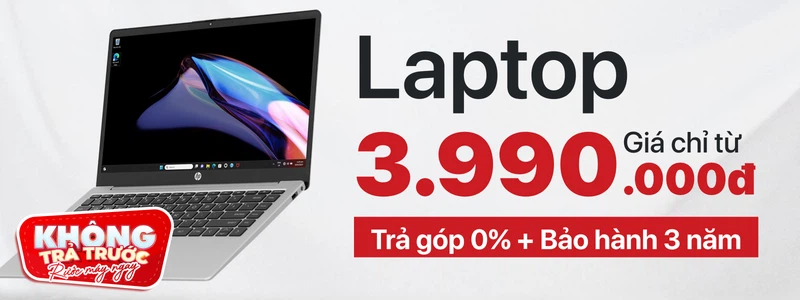 Laptop
Giá chỉ từ
3.990.000đ
Trả góp 0% + Bảo hành 3 năm
KHÔNG
TRẢ TRƯỚC
Rước máy ngay
hp